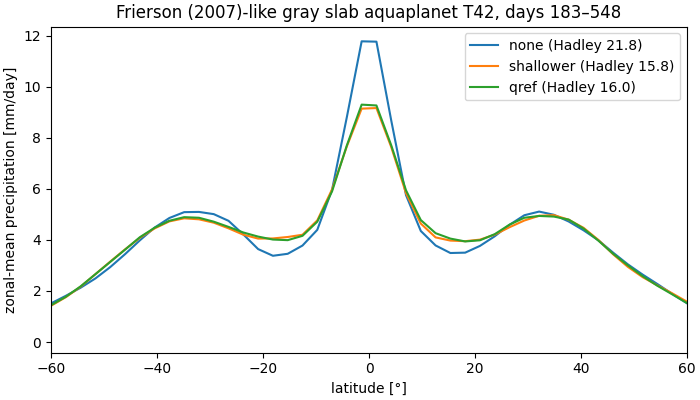 Frierson (2007)-like gray slab aquaplanet T42, days 183–548
zonal-mean precipitation [mm/day]
12
10
8
6
4
2
0
none (Hadley 21.8)
shallower (Hadley 15.8)
qref (Hadley 16.0)
−60
−40
−20
0
20
40
60
latitude [°]